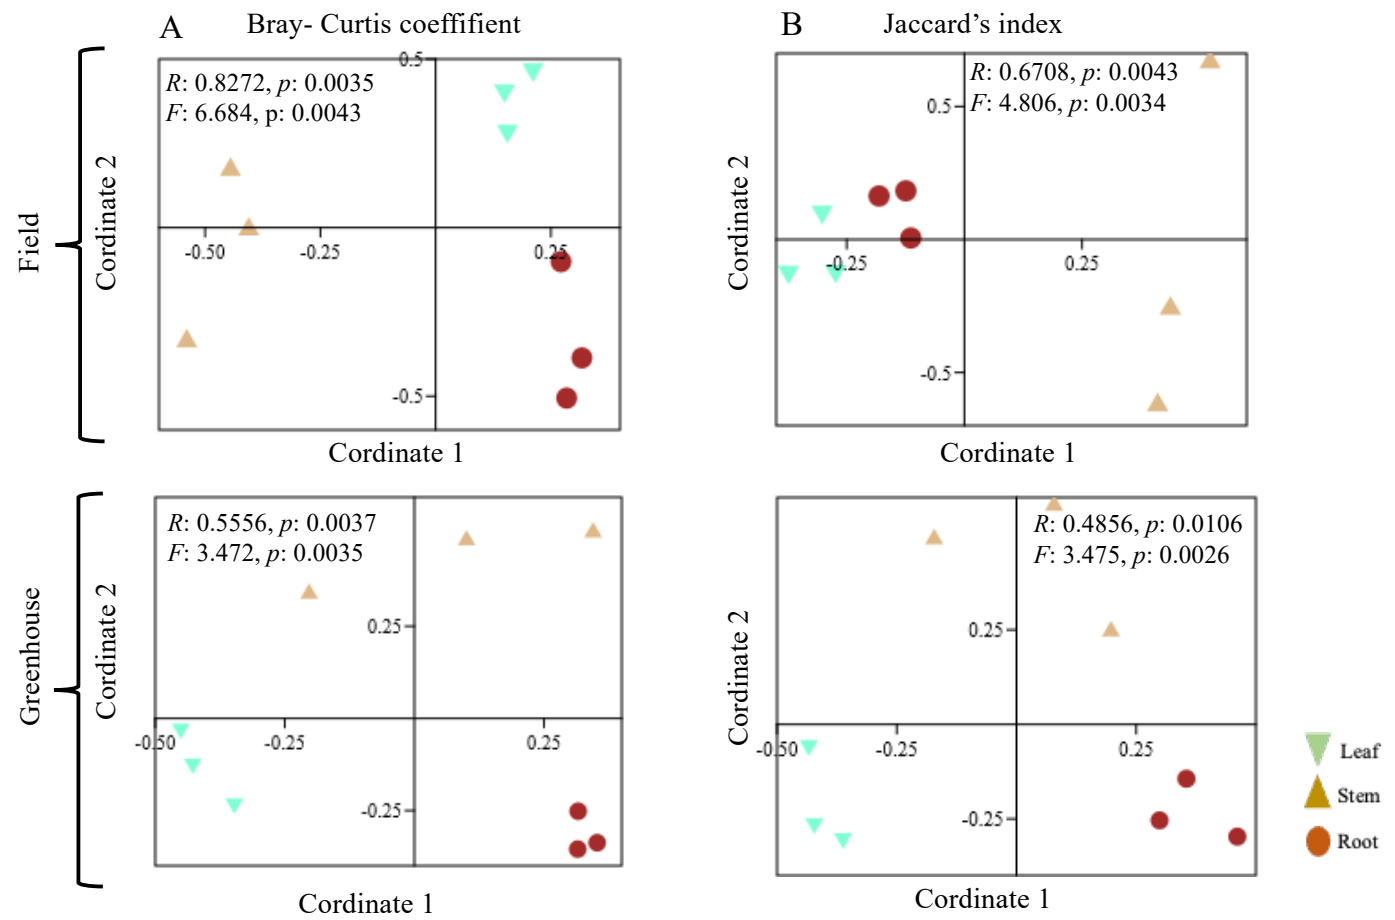 A
Bray- Curtis coeffifient
B
Jaccard’s index
Field
Cordinate 2
R: 0.8272, p: 0.0035
F: 6.684, p: 0.0043
0.5
-0.50
-0.25
0.25
-0.5
Cordinate 1
Cordinate 2
R: 0.6708, p: 0.0043
F: 4.806, p: 0.0034
0.5
-0.25
0.25
-0.5
Cordinate 1
Greenhouse
Cordinate 2
R: 0.5556, p: 0.0037
F: 3.472, p: 0.0035
0.25
-0.50
-0.25
0.25
-0.25
Cordinate 1
Cordinate 2
R: 0.4856, p: 0.0106
F: 3.475, p: 0.0026
0.25
-0.50
-0.25
0.25
-0.25
Cordinate 1
Leaf
Stem
Root